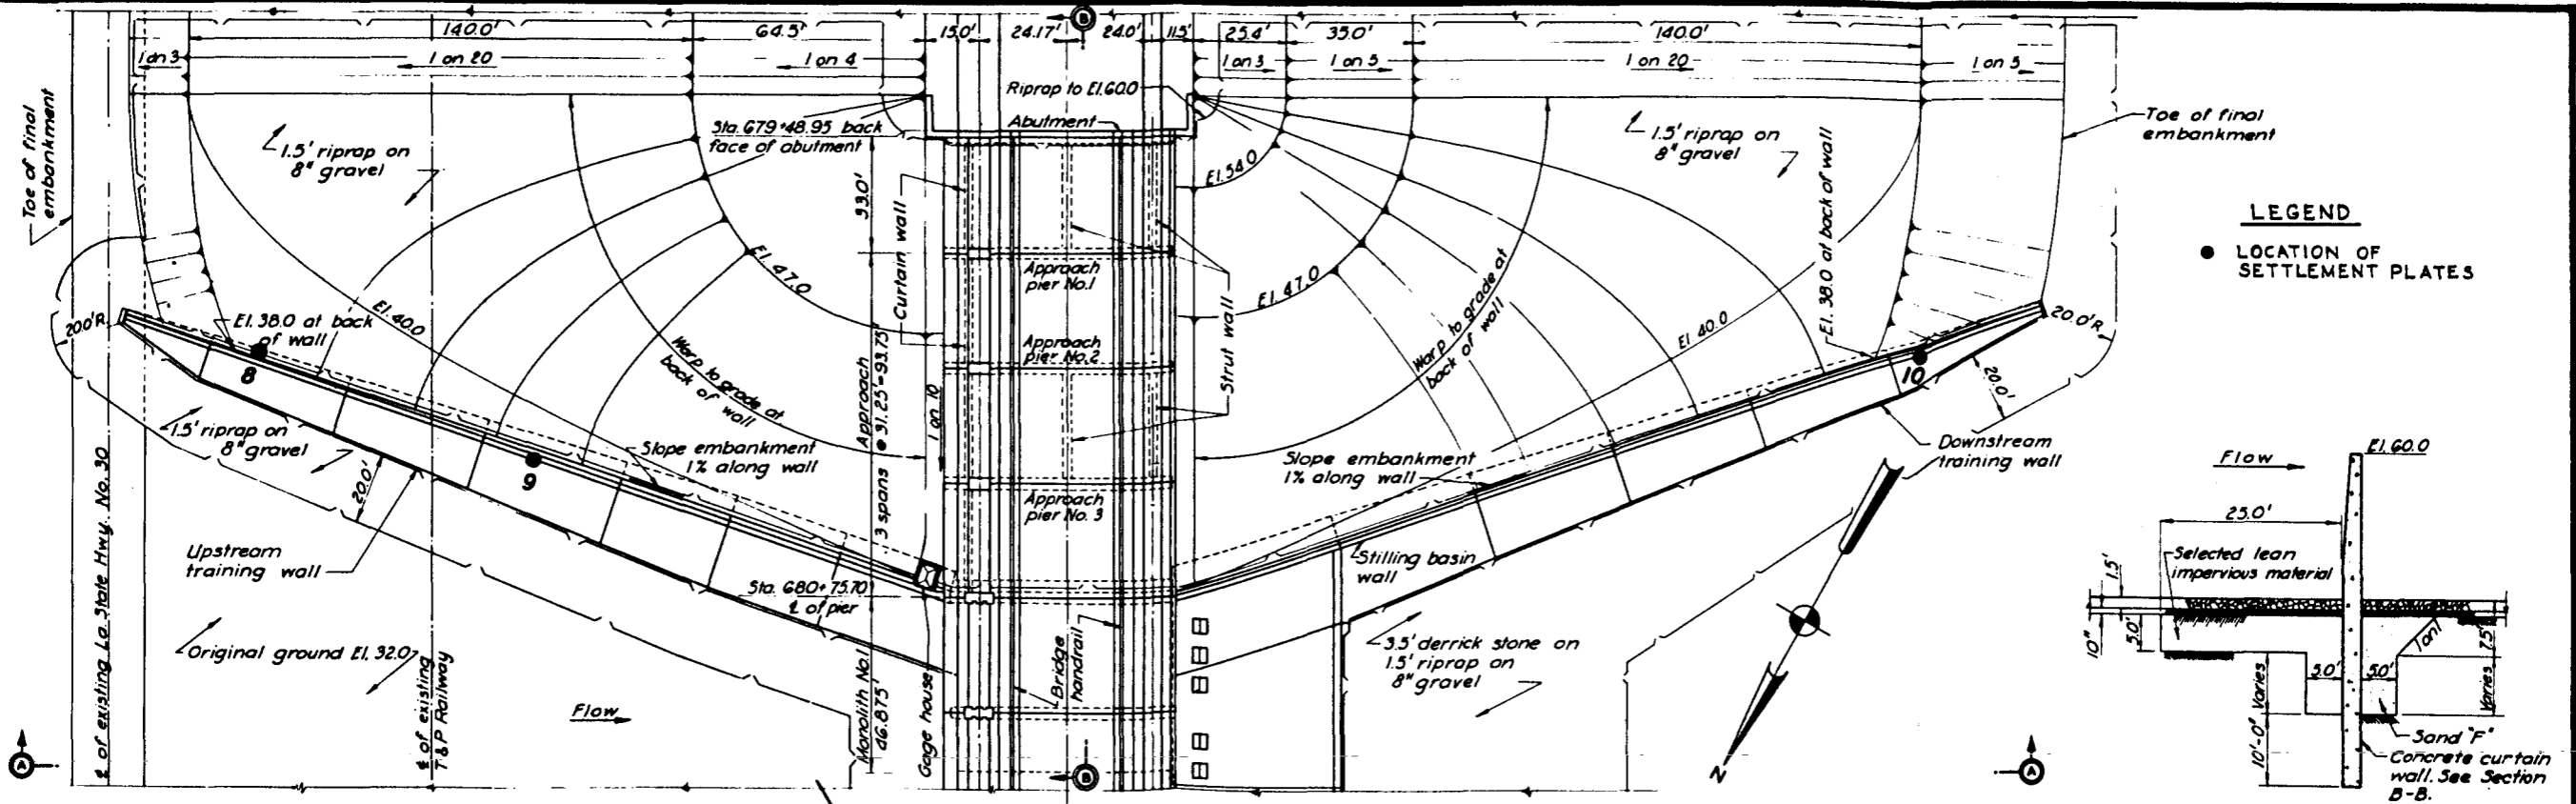 140.0'
64.5'
15.0'
24.17'
B
24.0'
11.5'
25.4'
35.0'
140.0'
1 on 3
1 on 20
1 on 4
1 on 3
1 on 5
1 on 20
1 on 5
Toe of final
embankment
1.5' riprap on
8" gravel
Sta. 679+48.95 back
face of abutment
Riprap to El. 60.0
Abutment
1.5' riprap on
8" gravel
Toe of final
embankment
LEGEND
LOCATION OF
SETTLEMENT PLATES
El. 54.0
El. 47.0
El. 47.0
Curtain wall
Approach
pier No. 1
Approach
pier No. 2
Approach
pier No. 3
Strut wall
El. 38.0 at back of wall
20.0'R.
El. 38.0 at back
of wall
El. 40.0
El. 40.0
20.0'R.
8
9
10
Warp to grade at
back of wall
Warp to grade at
back of wall
Approach
3 spans @ 31.25'=93.75'
1 on 10
1.5' riprap on
8" gravel
20.0'
20.0'
Slope embankment
1% along wall
Slope embankment
1% along wall
Downstream
training wall
Upstream
training wall
Stilling basin
wall
Sta. 680+75.70
℄ of pier
Original ground El. 32.0
3.5' derrick stone on
1.5' riprap on
8" gravel
℄ of existing La. State Hwy. No. 30
℄ of existing
T&P Railway
Flow
Monolith No. 1
46.875'
Gage house
Bridge
handrail
A
B
N
A
Flow
El. 60.0
25.0'
Selected lean
impervious material
1.5'
10"
5.0'
1 on 1
7.5'
Varies
3.0'
5.0'
10'-0" Varies
Sand "F"
Concrete curtain
wall. See Section
B-B.